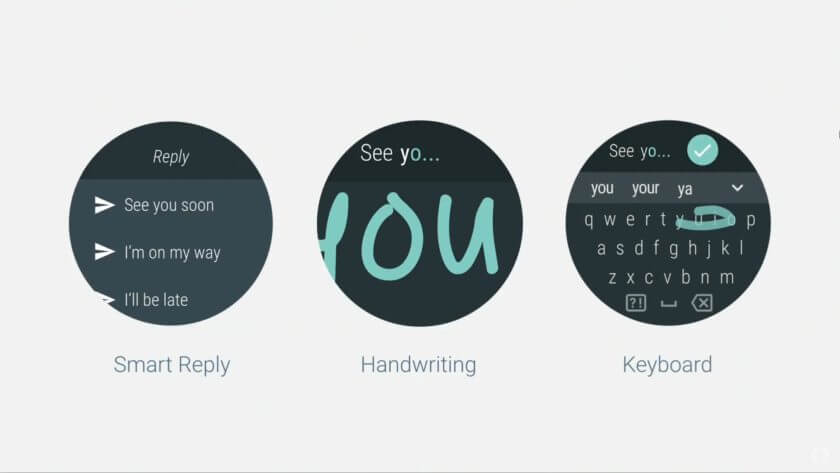 Reply
See you soon
I'm on my way
I'll be late
Smart Reply
See yo...
you
Handwriting
See yo...
you your ya
q w e r t y u i o p
a s d f g h j k l
z x c v b n m
?!
Keyboard